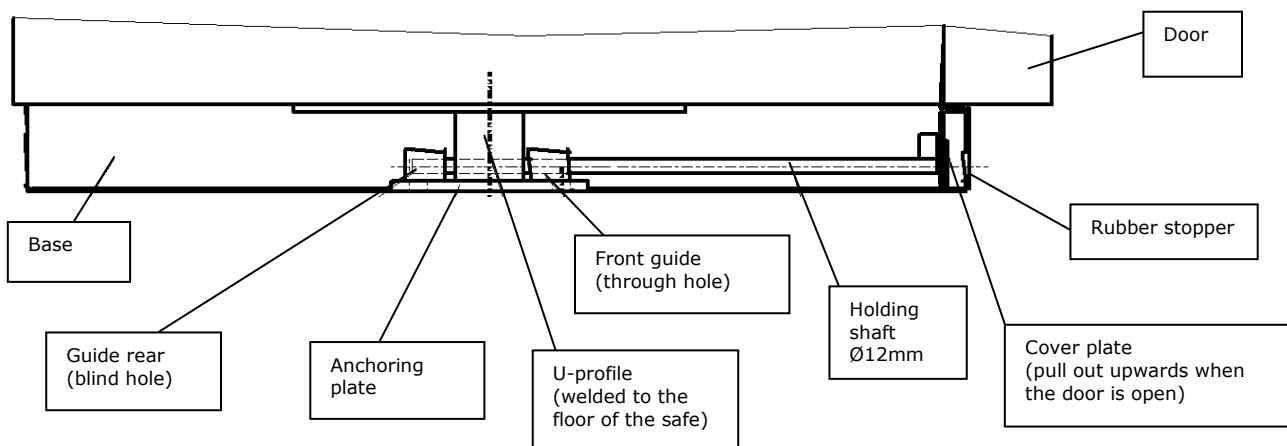 Door
Base
Front guide
(through hole)
Rubber stopper
Holding
shaft
Ø12mm
Guide rear
(blind hole)
Anchoring
plate
U-profile
(welded to the
floor of the safe)
Cover plate
(pull out upwards when
the door is open)